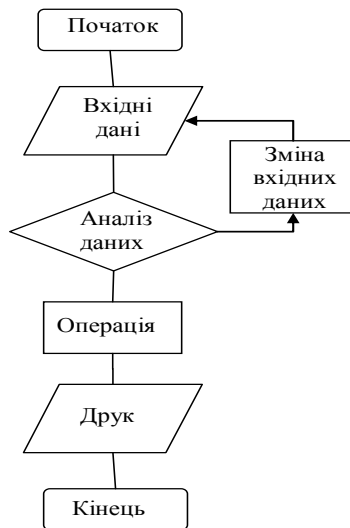 Початок
Вхідні
дані
Зміна
вхідних
даних
Аналіз
даних
Операція
Друк
Кінець